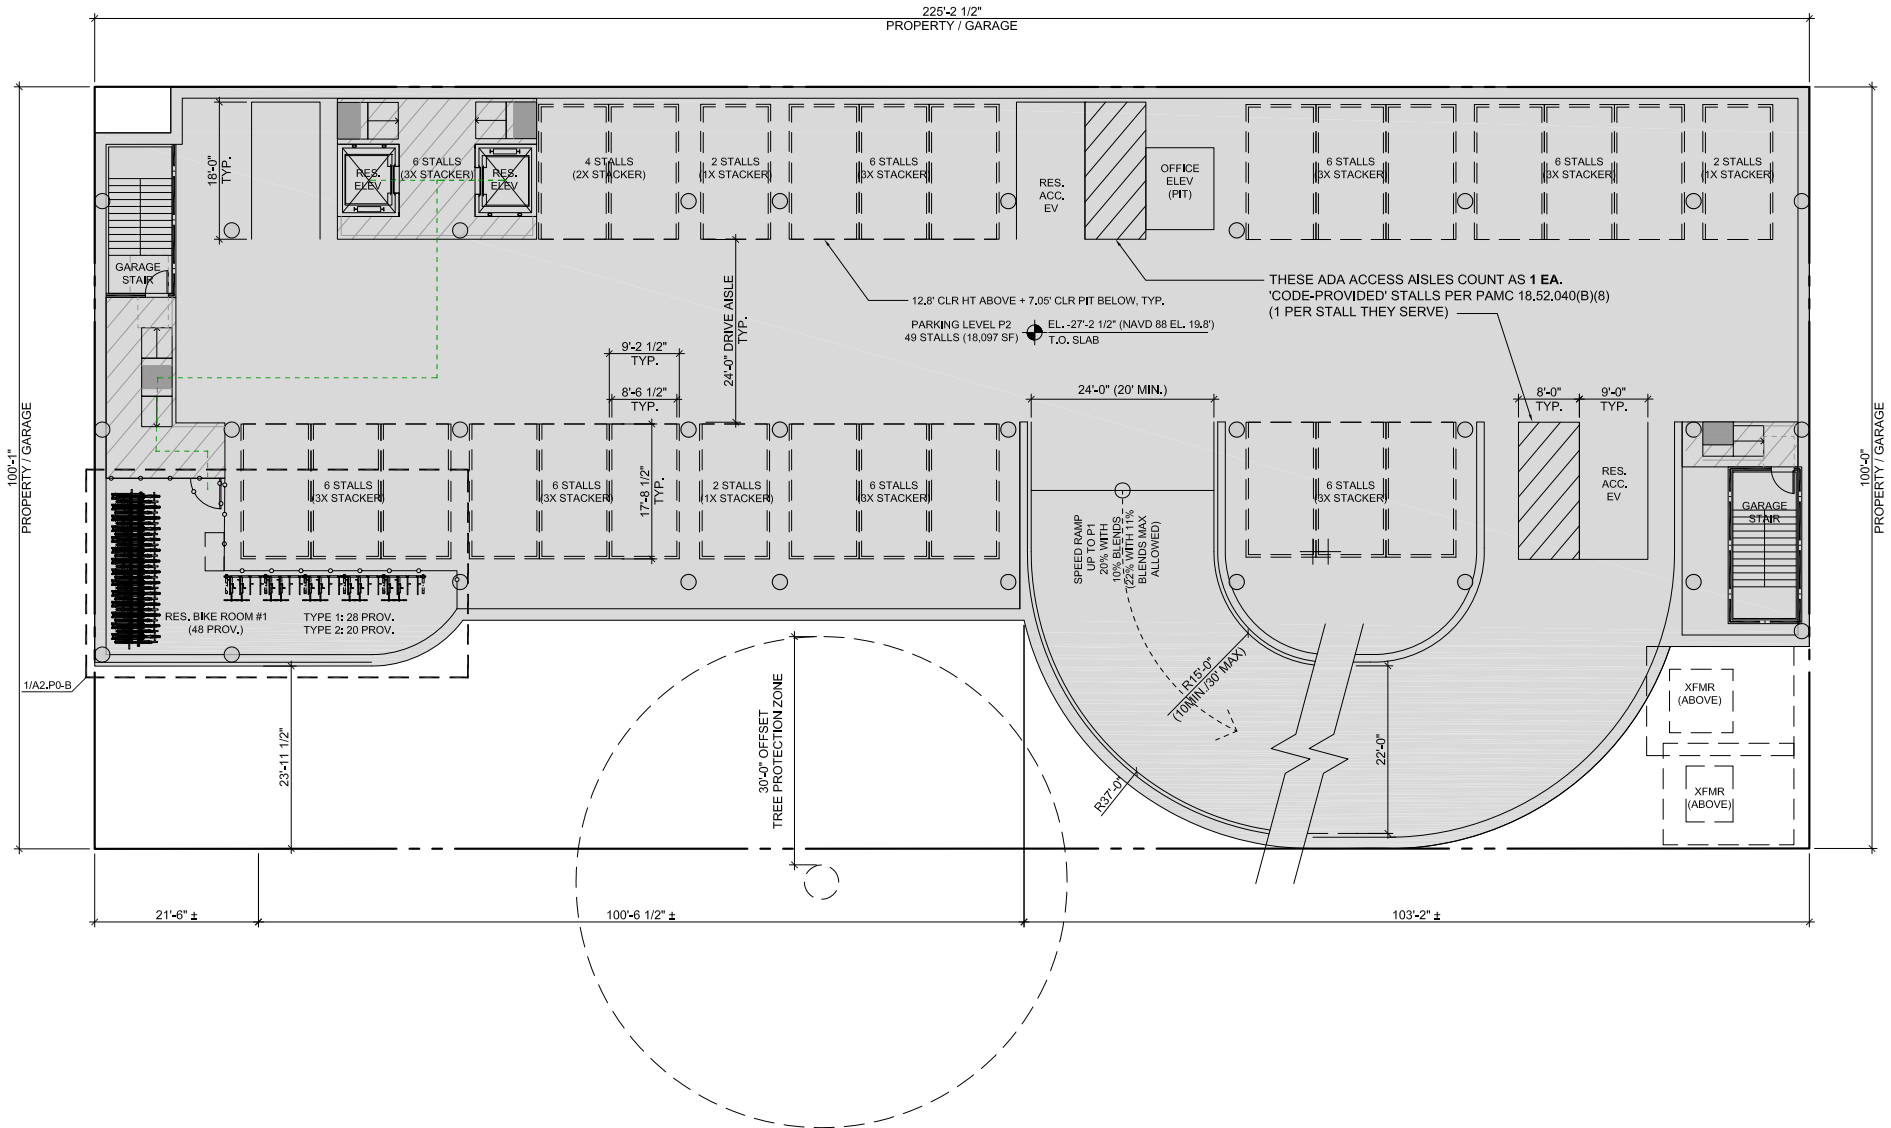 225'-2 1/2"
PROPERTY / GARAGE
18'-0"
TYP.
RES.
ELEV
6 STALLS
(3X STACKER)
RES.
ELEV
4 STALLS
(2X STACKER)
2 STALLS
(1X STACKER)
6 STALLS
(3X STACKER)
RES.
ACC.
EV
OFFICE
ELEV
(PIT)
6 STALLS
(3X STACKER)
6 STALLS
(3X STACKER)
2 STALLS
(1X STACKER)
GARAGE
STAIR
24'-0" DRIVE AISLE
TYP.
12.8' CLR HT ABOVE + 7.05' CLR PIT BELOW, TYP.
PARKING LEVEL P2
49 STALLS (18,097 SF)
EL. -27'-2 1/2" (NAVD 88 EL. 19.8')
T.O. SLAB
THESE ADA ACCESS AISLES COUNT AS 1 EA.
'CODE-PROVIDED' STALLS PER PAMC 18.52.040(B)(8)
(1 PER STALL THEY SERVE)
9'-2 1/2"
TYP.
8'-6 1/2"
TYP.
24'-0" (20' MIN.)
8'-0"
TYP.
9'-0"
TYP.
100'-1"
PROPERTY / GARAGE
100'-0"
PROPERTY / GARAGE
6 STALLS
(3X STACKER)
6 STALLS
(3X STACKER)
17'-8 1/2"
TYP.
2 STALLS
(1X STACKER)
6 STALLS
(3X STACKER)
SPEED RAMP
UP TO P1
20% WITH
10% BLENDS
(22% WITH 11%
BLENDS MAX
ALLOWED)
6 STALLS
(3X STACKER)
RES.
ACC.
EV
GARAGE
STAIR
RES. BIKE ROOM #1
(48 PROV.)
TYPE 1: 28 PROV.
TYPE 2: 20 PROV.
1/A2.P0-B
23'-11 1/2"
30'-0" OFFSET
TREE PROTECTION ZONE
R15'-0"
(10MIN./30' MAX)
R37'-0"
22'-0"
XFMR
(ABOVE)
XFMR
(ABOVE)
21'-6" ±
100'-6 1/2" ±
103'-2" ±